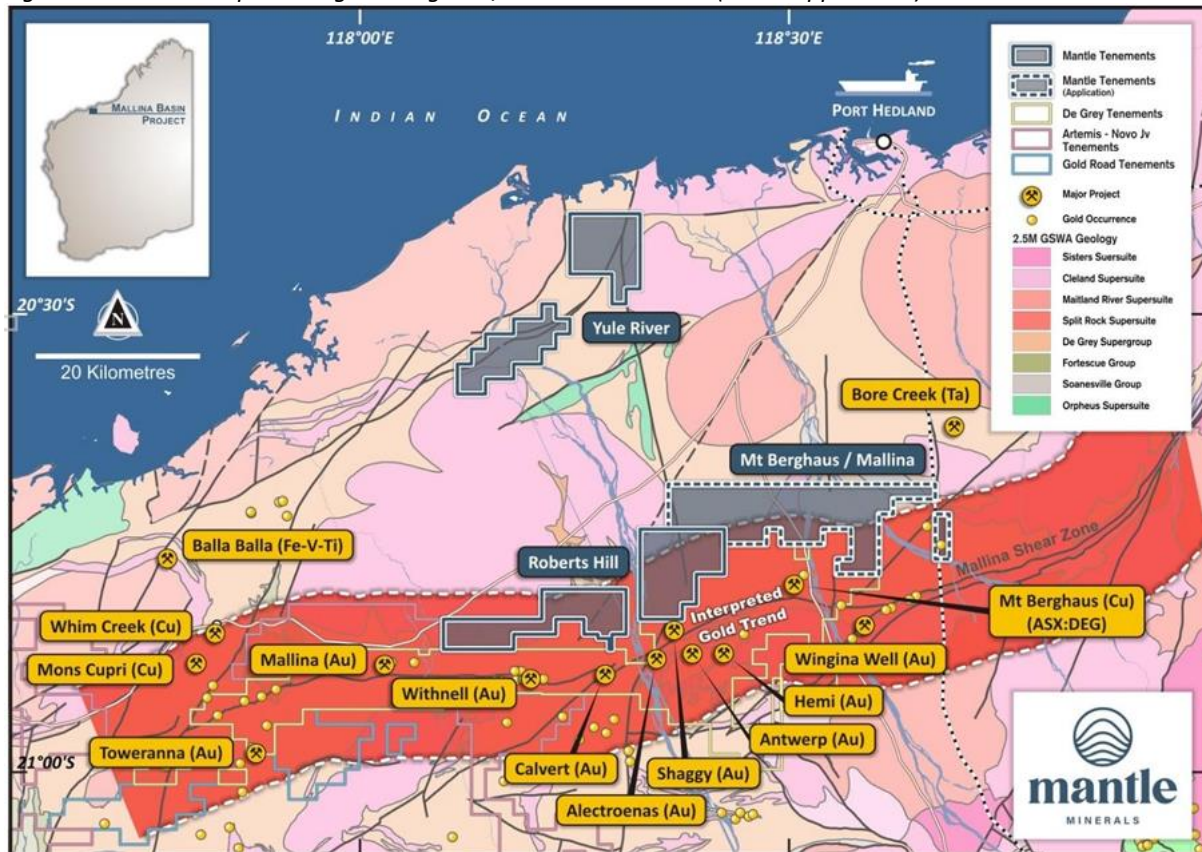 118°00'E
118°30'E
MALLINA BASIN
PROJECT
INDIAN OCEAN
PORT HEDLAND
Mantle Tenements
Mantle Tenements
(Application)
De Grey Tenements
Artemis - Novo Jv
Tenements
Gold Road Tenements
Major Project
Gold Occurrence
2.5M GSWA Geology
Sisters Suersuite
Cleland Supersuite
Maitland River Supersuite
Split Rock Supersuite
De Grey Supergroup
Fortescue Group
Soanesville Group
Orpheus Supersuite
20°30'S
N
20 Kilometres
Yule River
Bore Creek (Ta)
Mt Berghaus / Mallina
Balla Balla (Fe-V-Ti)
Roberts Hill
Mallina Shear Zone
Interpreted
Gold Trend
Mt Berghaus (Cu)
(ASX:DEG)
Whim Creek (Cu)
Mons Cupri (Cu)
Mallina (Au)
Withnell (Au)
Wingina Well (Au)
Hemi (Au)
Antwerp (Au)
Toweranna (Au)
Calvert (Au)
Shaggy (Au)
Alectroenas (Au)
21°00'S
mantle
MINERALS